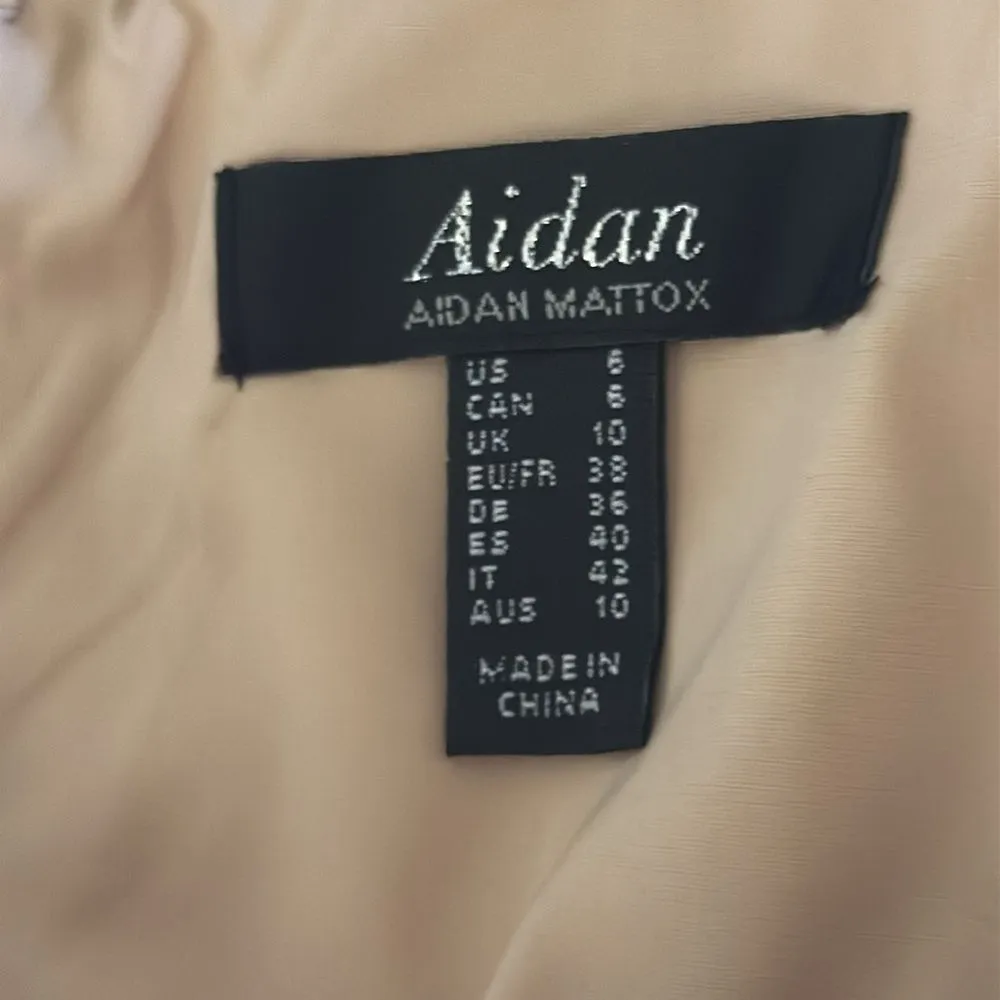 Aidan
AIDAN MATTOX
US 6
CAN 6
UK 10
EU/FR 38
DE 36
ES 40
IT 42
AUS 10
MADE IN
CHINA